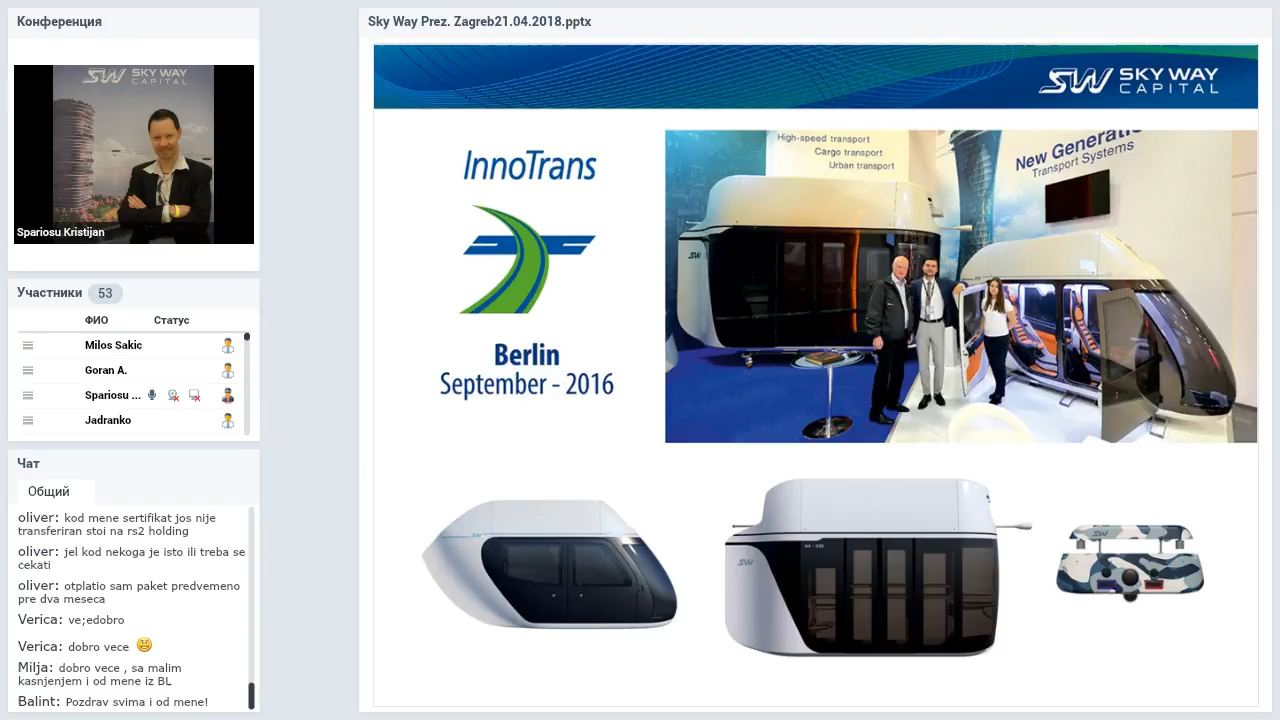 Конференция
SW SKY WAY
CAPITAL
Spariosu Kristijan
Участники 53
ФИО Статус
Milos Sakic
Goran A.
Spariosu ...
Jadranko
Чат
Общий
oliver: kod mene sertifikat jos nije
transferiran stoi na rs2 holding
oliver: jel kod nekoga je isto ili treba se
cekati
oliver: otplatio sam paket predvemeno
pre dva meseca
Verica: ve;edobro
Verica: dobro vece
Milja: dobro vece , sa malim
kasnjenjem i od mene iz BL
Balint: Pozdrav svima i od mene!
Sky Way Prez. Zagreb21.04.2018.pptx
SW SKY WAY
CAPITAL
InnoTrans
Berlin
September - 2016
High-speed transport
Cargo transport
Urban transport
New Generation
Transport Systems
SW
SW
SW